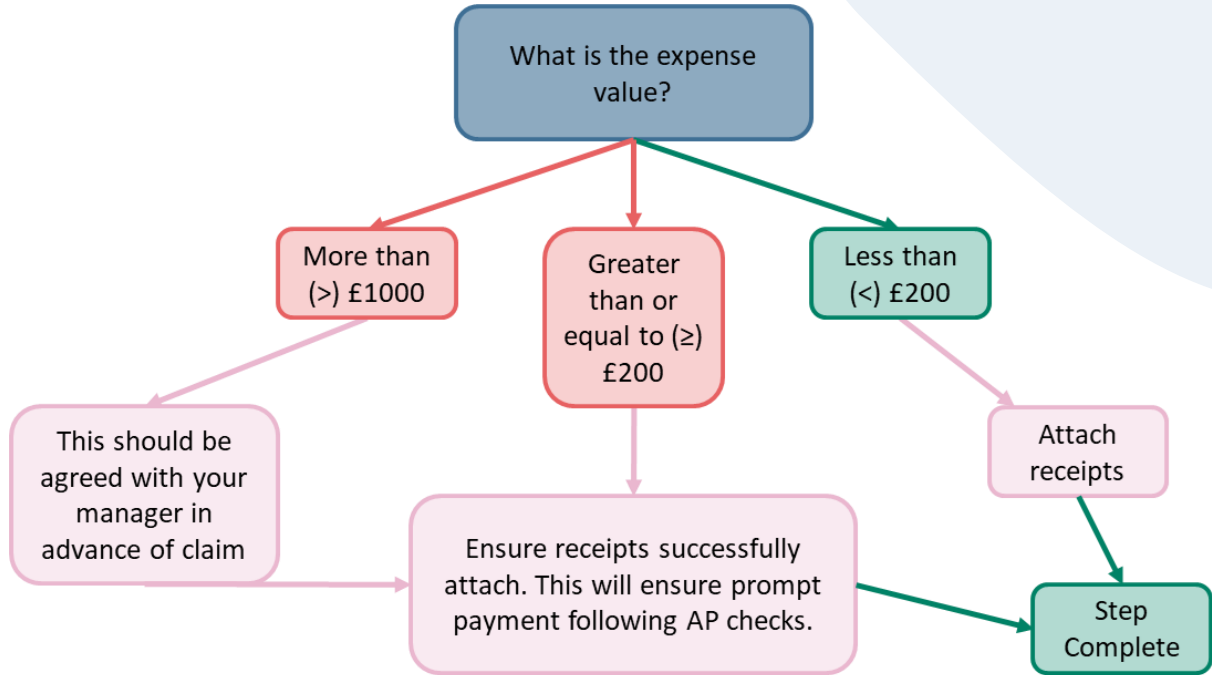 What is the expense
value?
More than
(>) £1000
Greater
than or
equal to (≥)
£200
Less than
(<) £200
This should be
agreed with your
manager in
advance of claim
Ensure receipts successfully
attach. This will ensure prompt
payment following AP checks.
Attach
receipts
Step
Complete